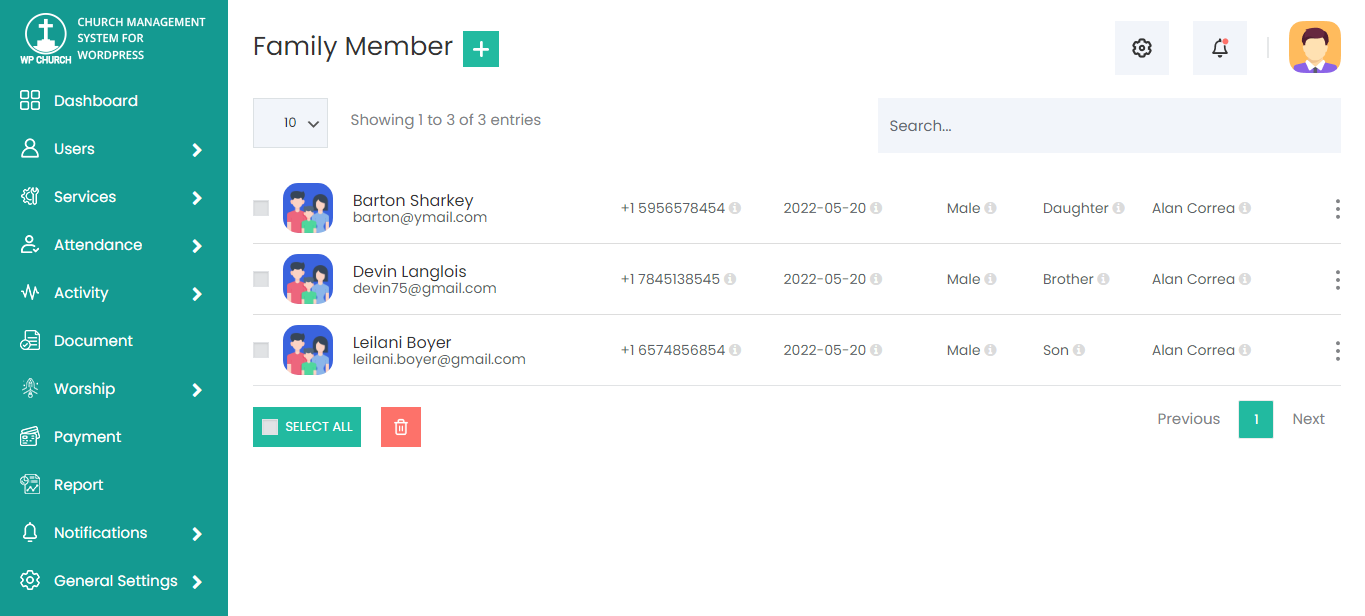 CHURCH MANAGEMENT
SYSTEM FOR
WORDPRESS
WP CHURCH
Dashboard
Users
Services
Attendance
Activity
Document
Worship
Payment
Report
Notifications
General Settings
Family Member
10
Showing 1 to 3 of 3 entries
Search...
Barton Sharkey
barton@ymail.com
+1 5956578454
2022-05-20
Male
Daughter
Alan Correa
Devin Langlois
devin75@gmail.com
+1 7845138545
2022-05-20
Male
Brother
Alan Correa
Leilani Boyer
leilani.boyer@gmail.com
+1 6574856854
2022-05-20
Male
Son
Alan Correa
SELECT ALL
Previous
1
Next